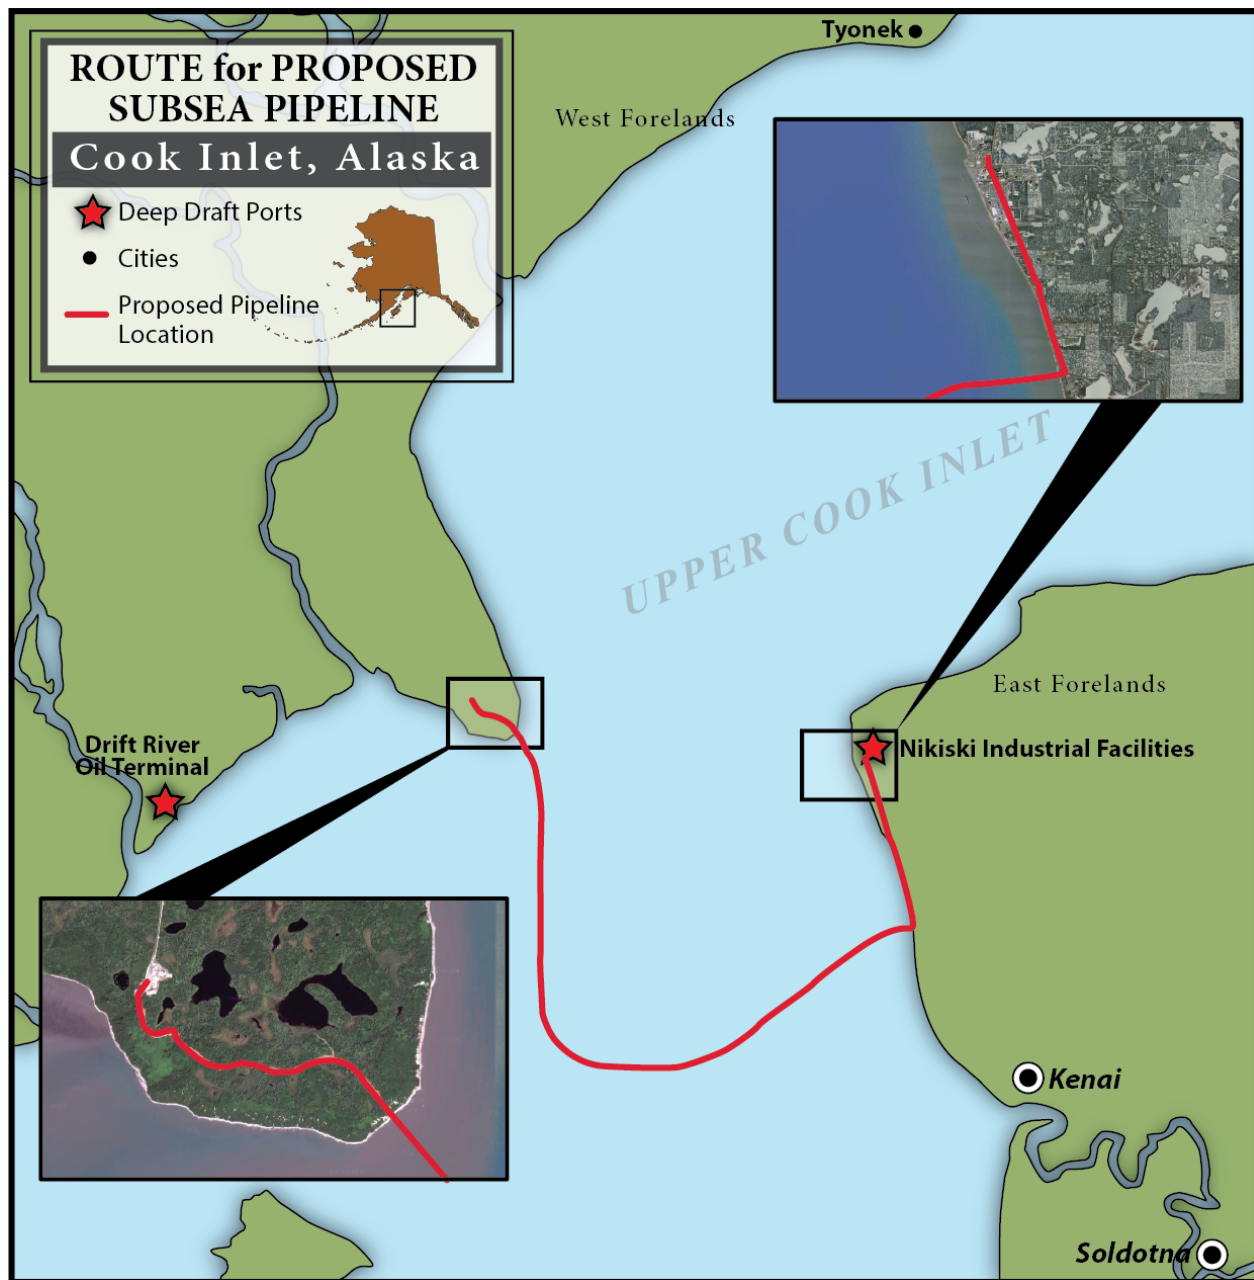 ROUTE for PROPOSED
SUBSEA PIPELINE
Cook Inlet, Alaska
Deep Draft Ports
Cities
Proposed Pipeline
Location
Tyonek
West Forelands
UPPER COOK INLET
East Forelands
Nikiski Industrial Facilities
Drift River
Oil Terminal
Kenai
Soldotna